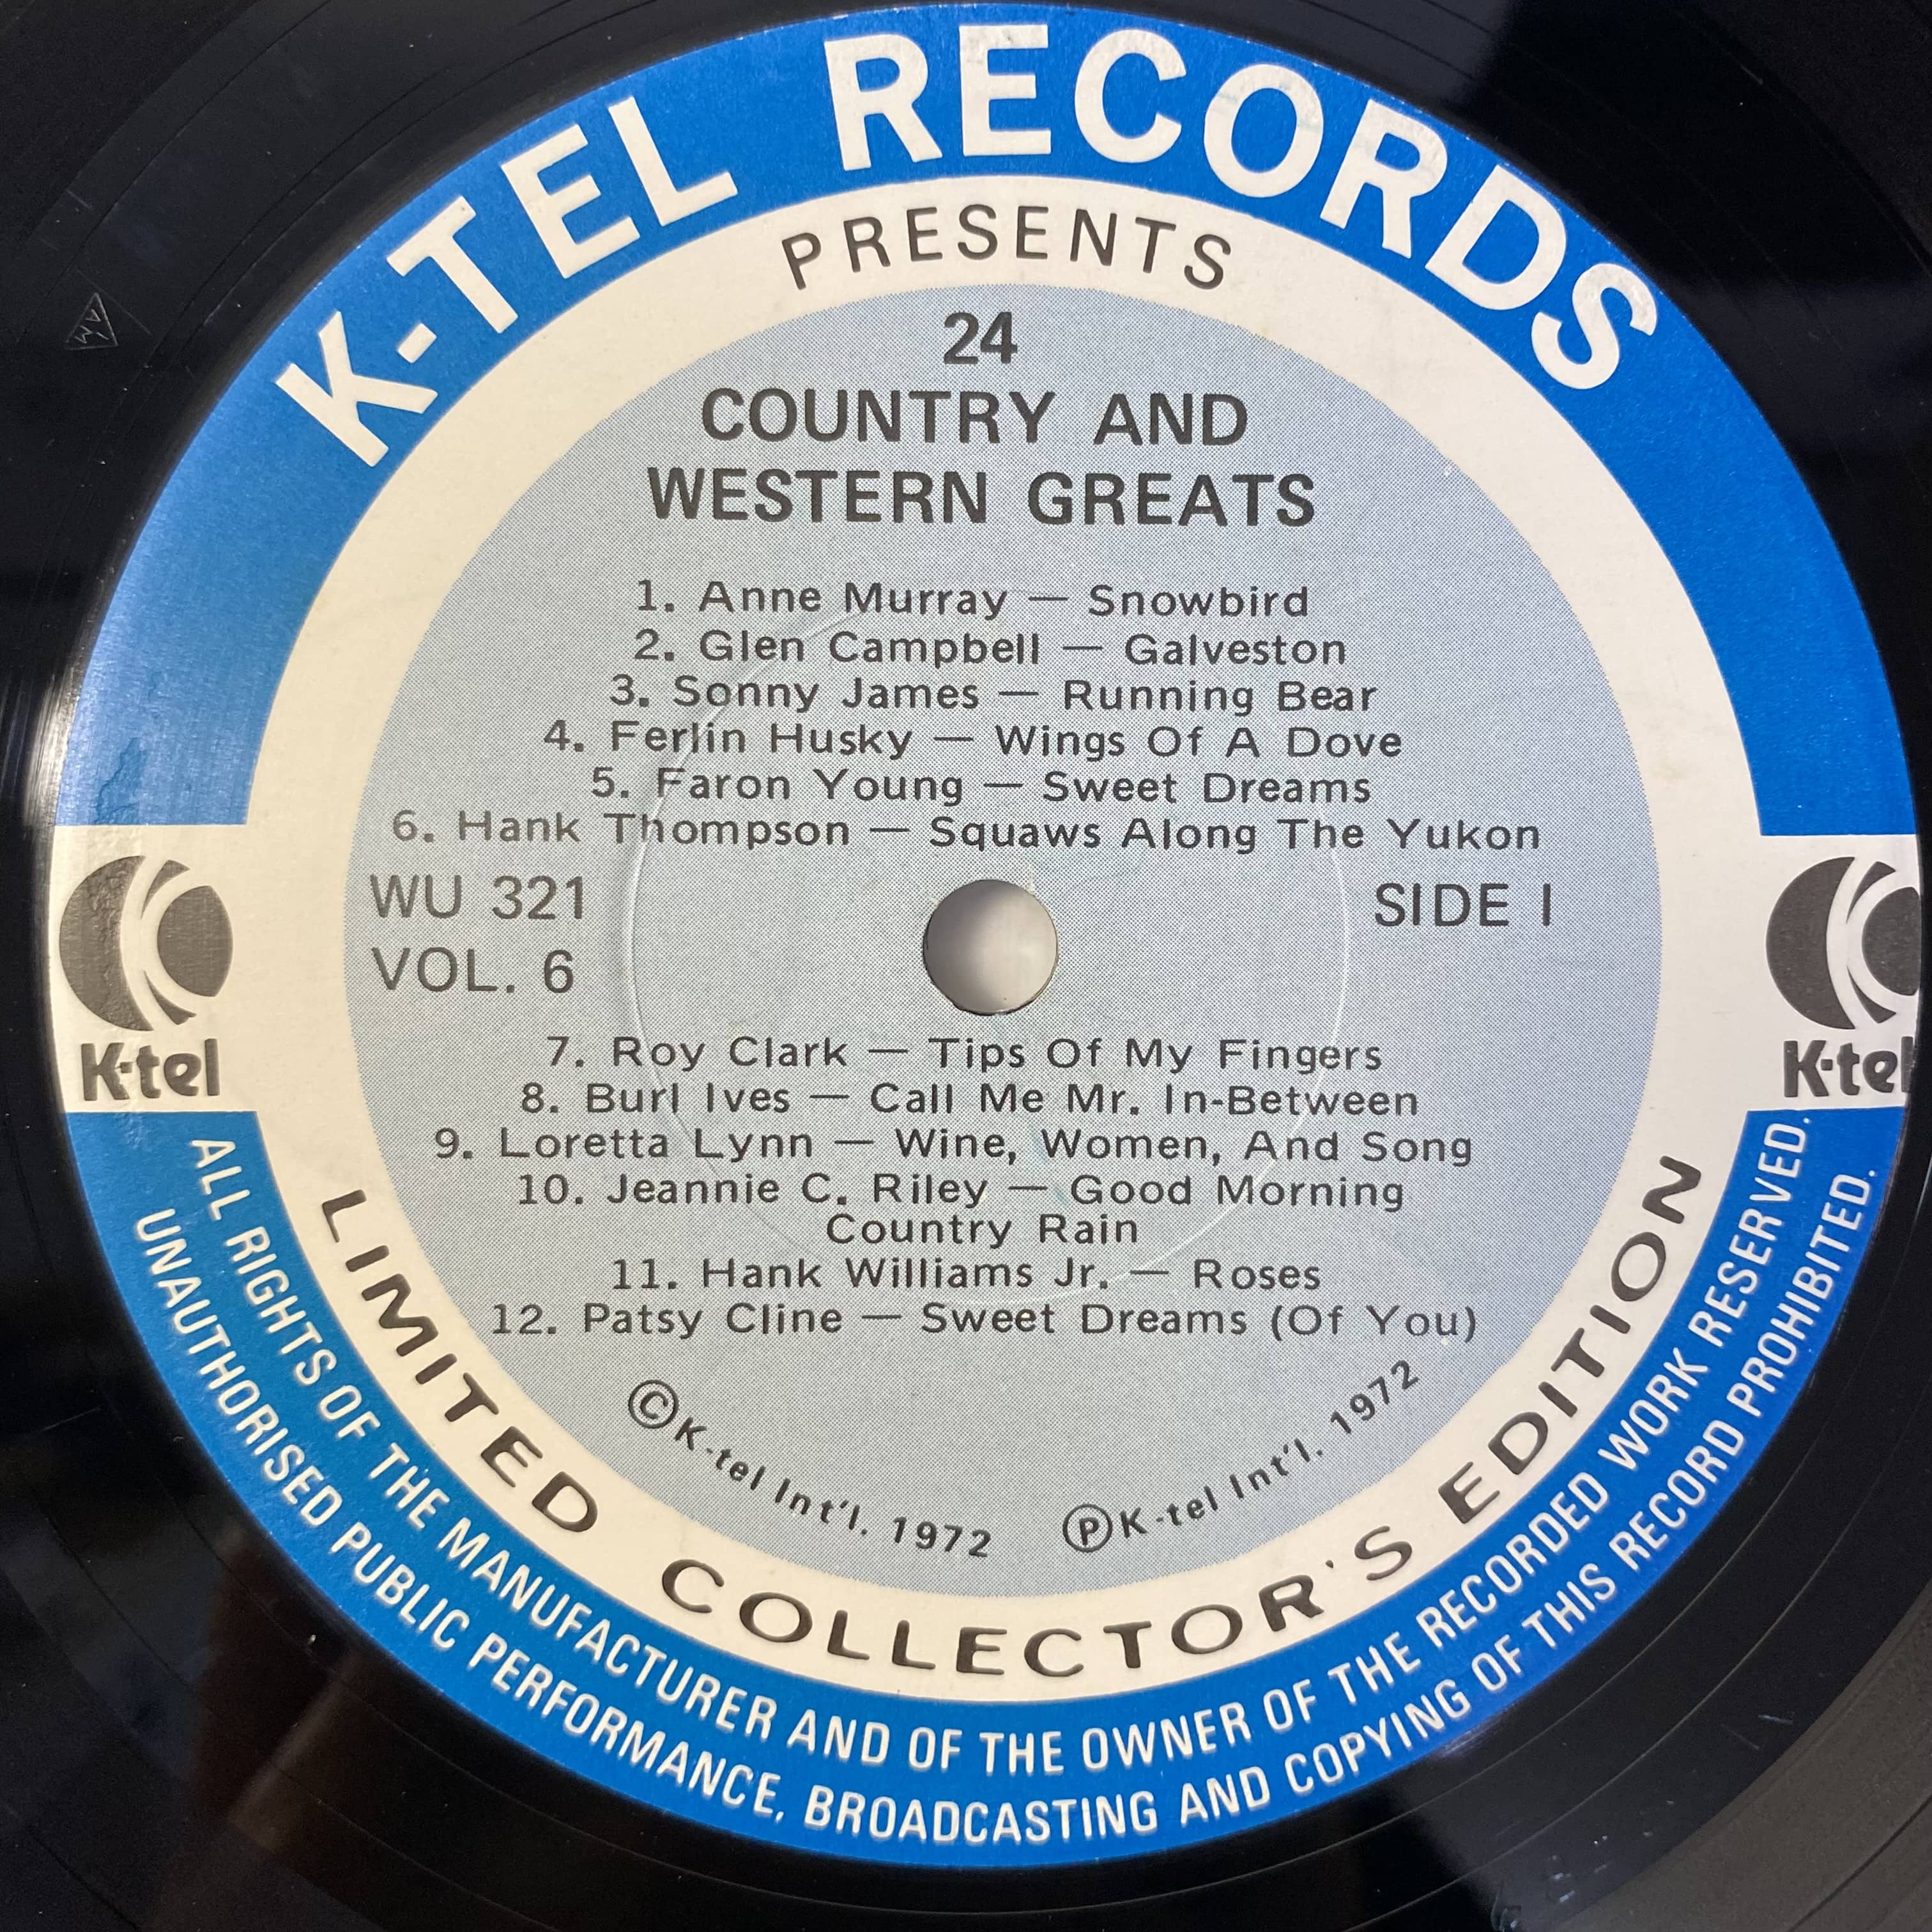 K-TEL RECORDS
PRESENTS
24
COUNTRY AND
WESTERN GREATS
1. Anne Murray — Snowbird
2. Glen Campbell — Galveston
3. Sonny James — Running Bear
4. Ferlin Husky — Wings Of A Dove
5. Faron Young — Sweet Dreams
6. Hank Thompson — Squaws Along The Yukon
WU 321
VOL. 6
SIDE I
K-tel
K-tel
7. Roy Clark — Tips Of My Fingers
8. Burl Ives — Call Me Mr. In-Between
9. Loretta Lynn — Wine, Women, And Song
10. Jeannie C. Riley — Good Morning
Country Rain
11. Hank Williams Jr. — Roses
12. Patsy Cline — Sweet Dreams (Of You)
©K-tel Int'l. 1972
℗K-tel Int'l. 1972
LIMITED COLLECTOR'S EDITION
ALL RIGHTS OF THE MANUFACTURER AND OF THE OWNER OF THE RECORDED WORK RESERVED.
UNAUTHORISED PUBLIC PERFORMANCE, BROADCASTING AND COPYING OF THIS RECORD PROHIBITED.